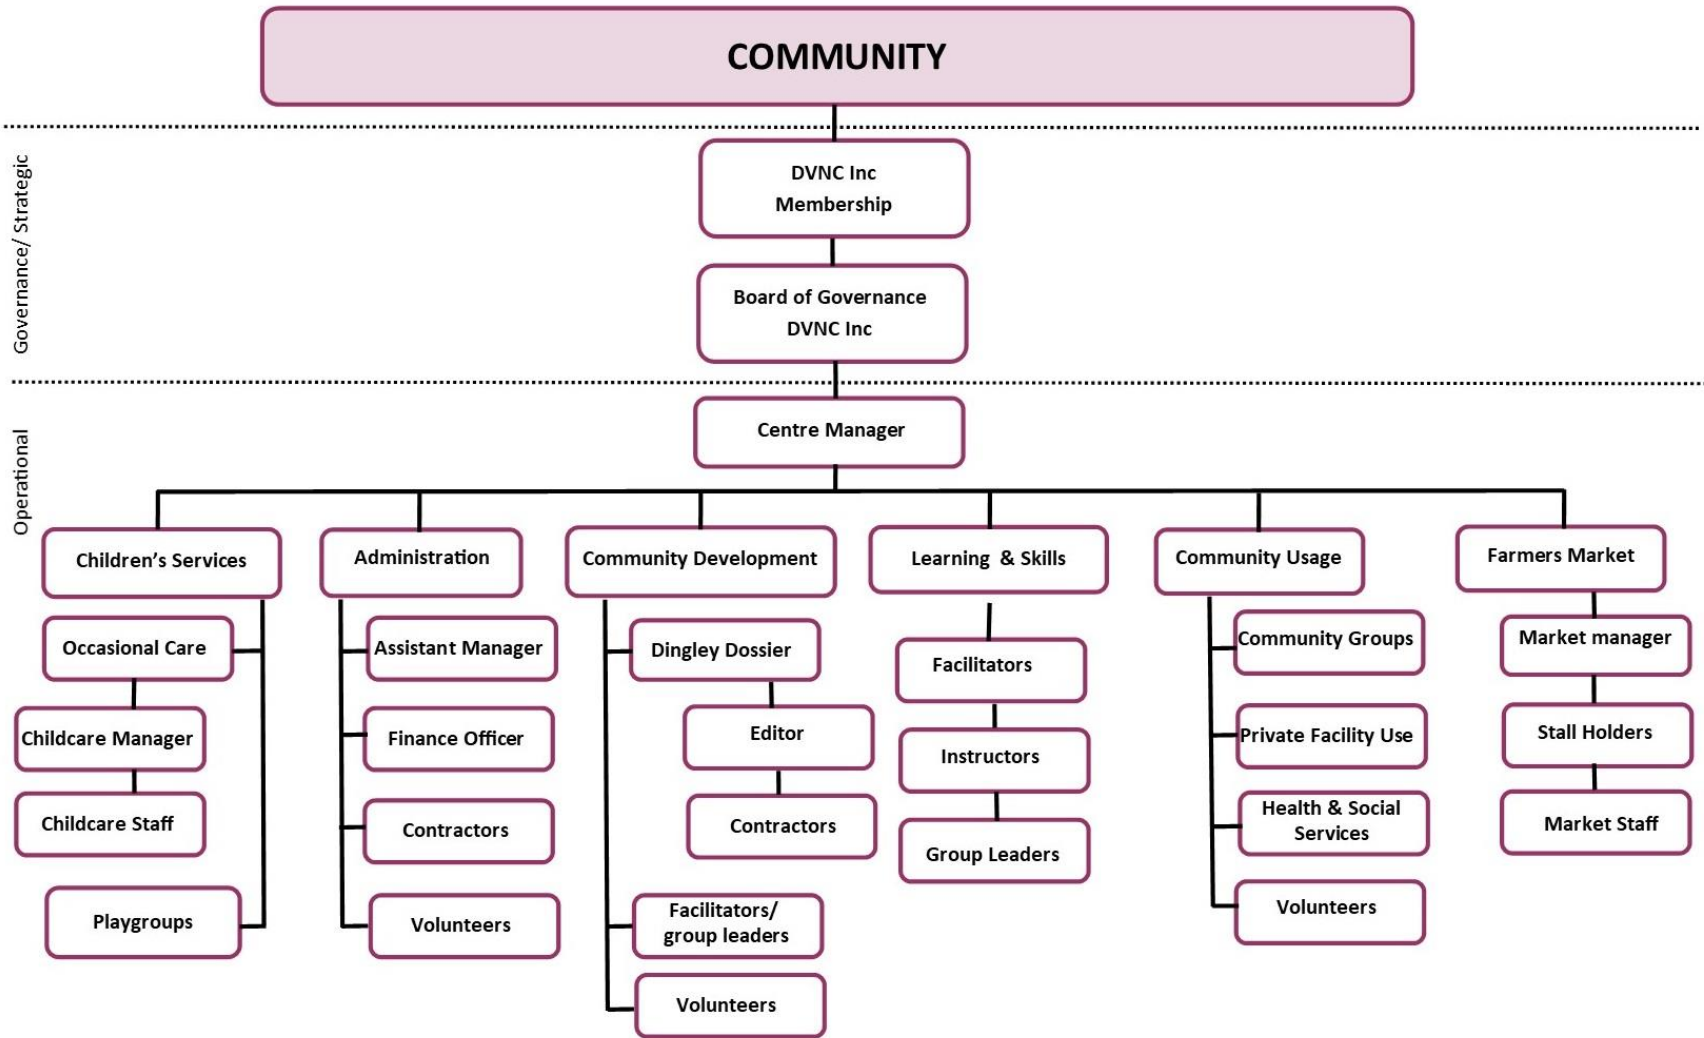 COMMUNITY
Governance/ Strategic
DVNC Inc
Membership
Board of Governance
DVNC Inc
Operational
Centre Manager
Children’s Services
Administration
Community Development
Learning & Skills
Community Usage
Farmers Market
Occasional Care
Childcare Manager
Childcare Staff
Playgroups
Assistant Manager
Finance Officer
Contractors
Volunteers
Dingley Dossier
Editor
Contractors
Facilitators/
group leaders
Volunteers
Facilitators
Instructors
Group Leaders
Community Groups
Private Facility Use
Health & Social
Services
Volunteers
Market manager
Stall Holders
Market Staff